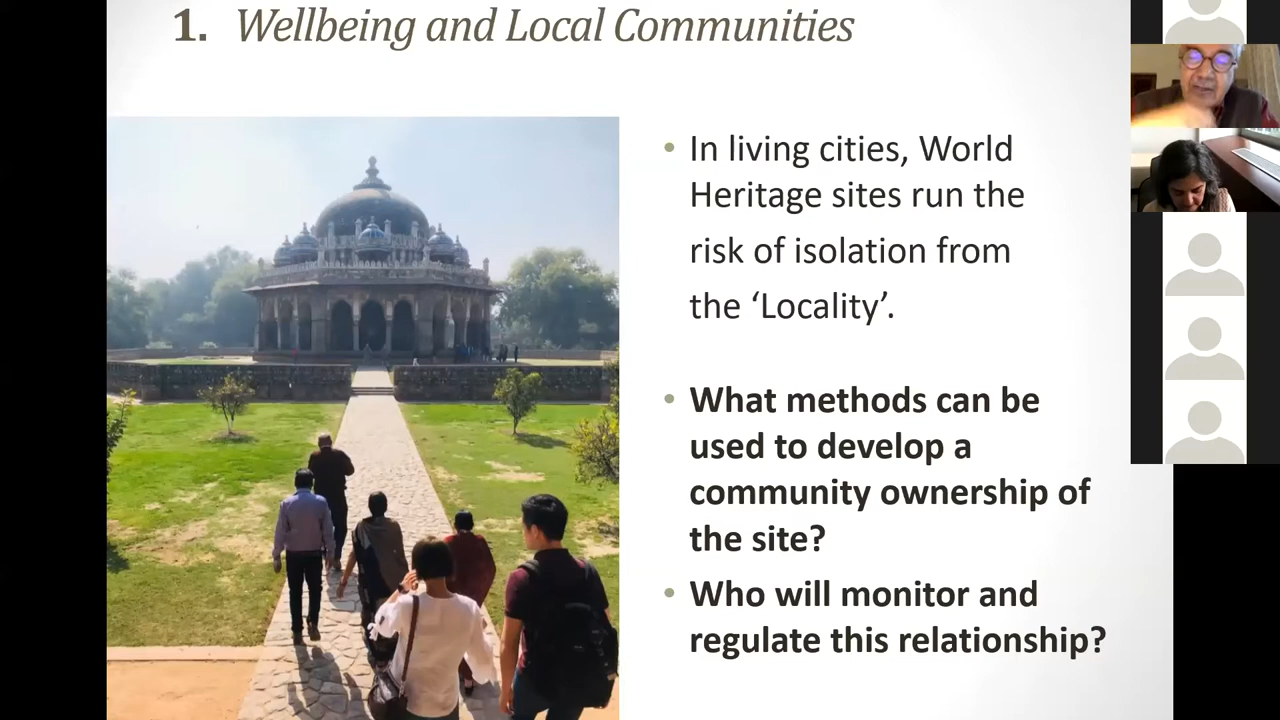 1. Wellbeing and Local Communities
• In living cities, World
Heritage sites run the
risk of isolation from
the ‘Locality’.
• What methods can be
used to develop a
community ownership of
the site?
• Who will monitor and
regulate this relationship?